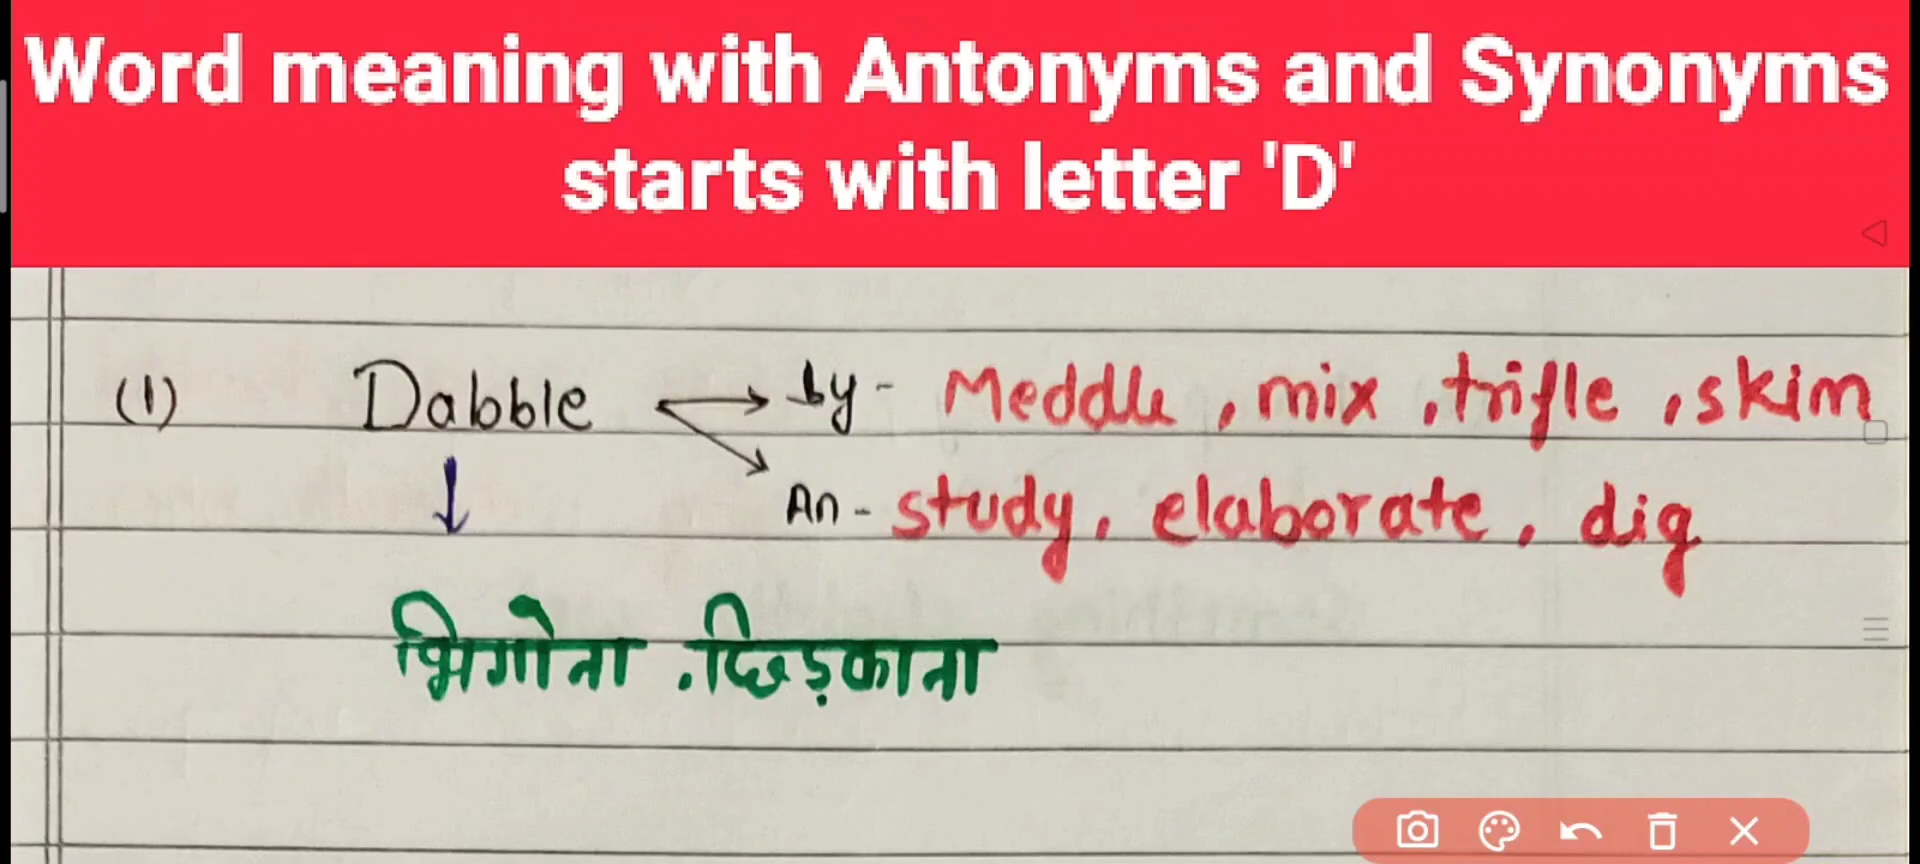 Word meaning with Antonyms and Synonyms
starts with letter 'D'
(1) Dabble sy- Meddle, mix, trifle, skim
An- study, elaborate, dig
भिगोना, छिड़काना